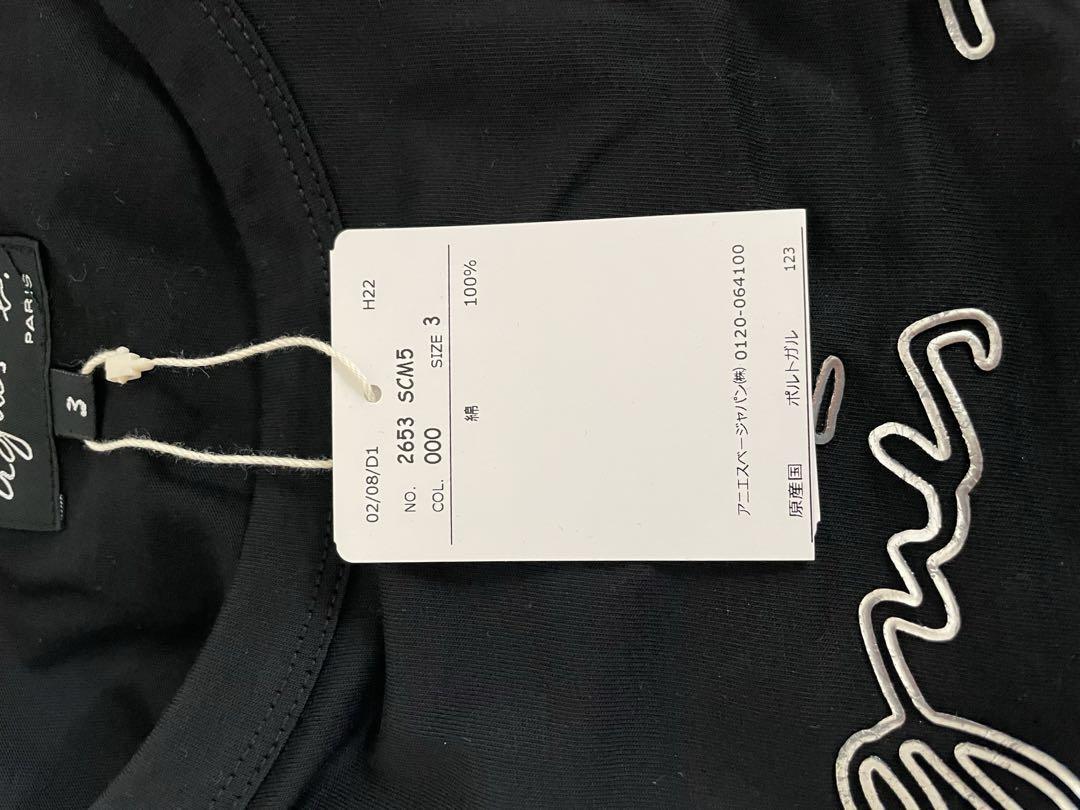 agnès b.
PARIS
3
02/08/D1 H22
NO. 2653 SCM5
COL. 000 SIZE 3
綿 100%
アニエスベージャパン(株) 0120-064100
原産国 ポルトガル 123